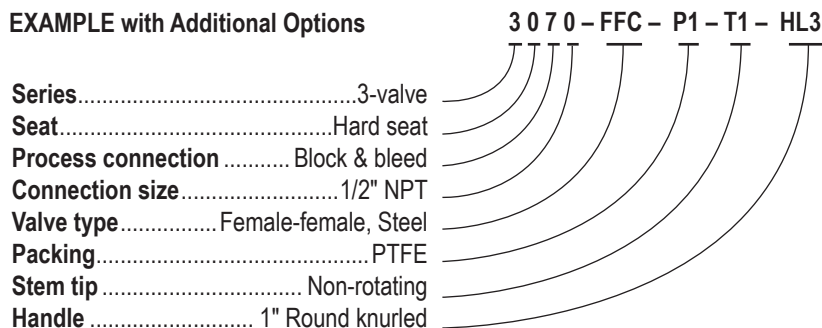 EXAMPLE with Additional Options 3 0 7 0 – FFC – P1 – T1 – HL3
Series..............................................3-valve
Seat.............................................Hard seat
Process connection ........... Block & bleed
Connection size..........................1/2" NPT
Valve type................Female-female, Steel
Packing..................................................PTFE
Stem tip ................................. Non-rotating
Handle ........................... 1" Round knurled